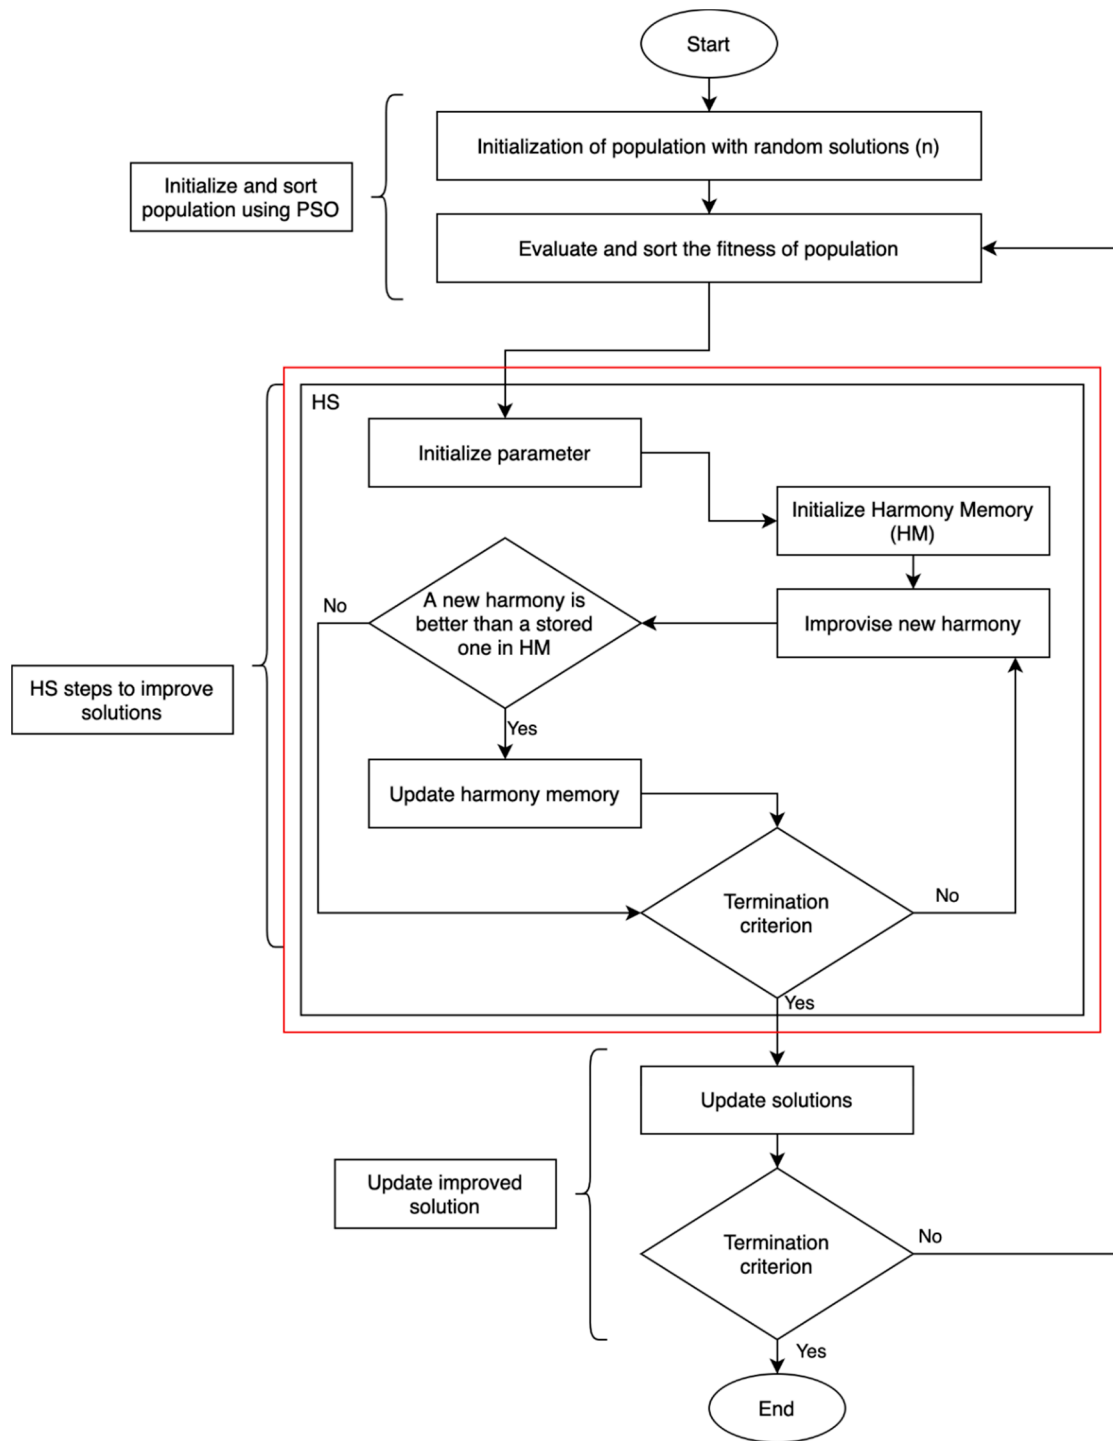 Start
Initialization of population with random solutions (n)
Initialize and sort
population using PSO
Evaluate and sort the fitness of population
HS
Initialize parameter
Initialize Harmony Memory
(HM)
No
A new harmony is
better than a stored
one in HM
Improvise new harmony
HS steps to improve
solutions
Yes
Update harmony memory
Termination
criterion
No
Yes
Update solutions
Update improved
solution
Termination
criterion
No
Yes
End